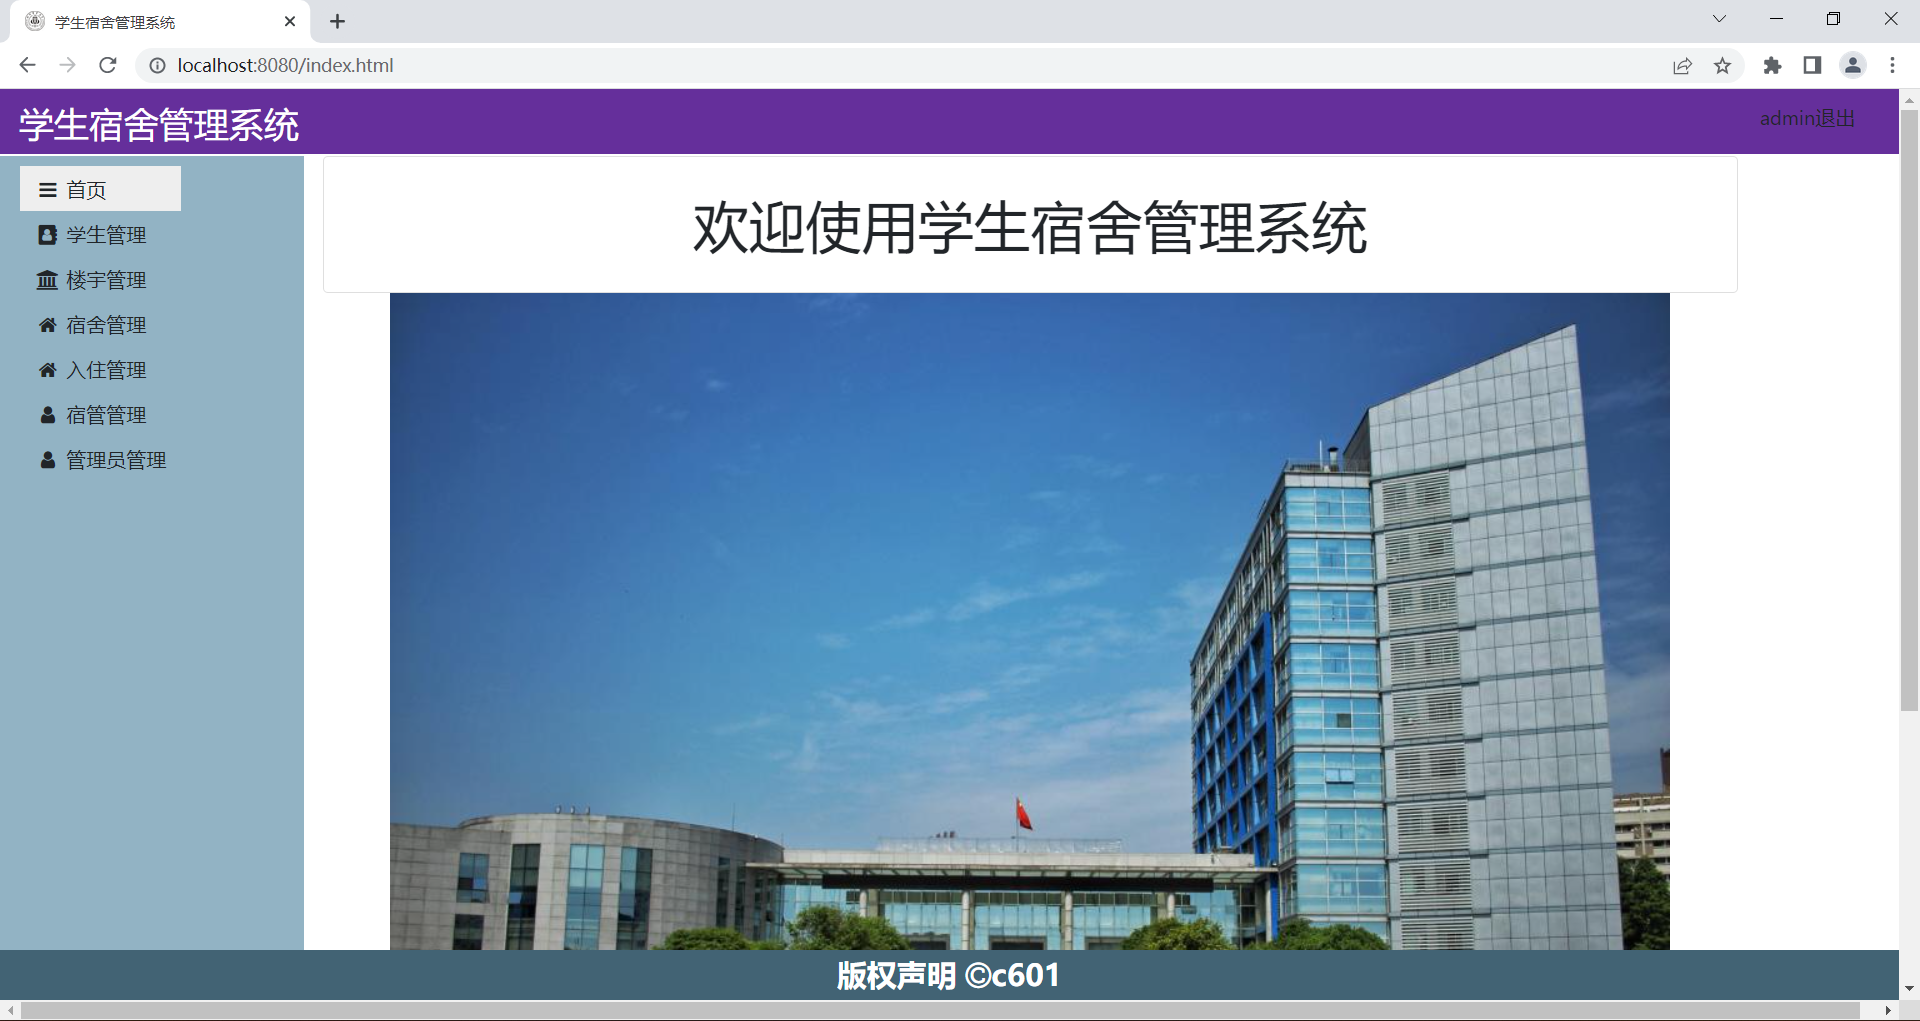 学生宿舍管理系统
localhost:8080/index.html
学生宿舍管理系统
admin退出
首页
学生管理
楼宇管理
宿舍管理
入住管理
宿管管理
管理员管理
欢迎使用学生宿舍管理系统
版权声明 ©c601